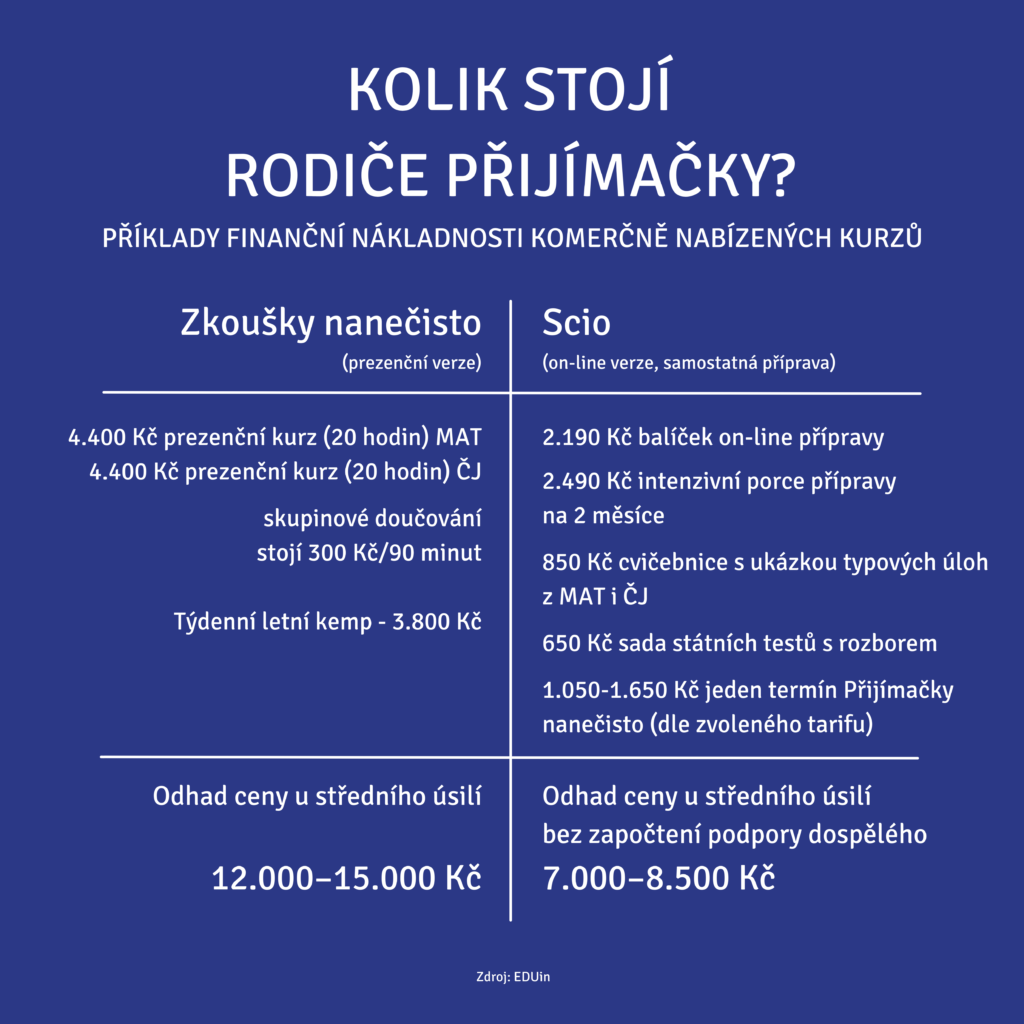 KOLIK STOJÍ
RODIČE PŘIJÍMAČKY?
PŘÍKLADY FINANČNÍ NÁKLADNOSTI KOMERČNĚ NABÍZENÝCH KURZŮ
Zkoušky nanečisto
(prezenční verze)
4.400 Kč prezenční kurz (20 hodin) MAT
4.400 Kč prezenční kurz (20 hodin) ČJ
skupinové doučování
stojí 300 Kč/90 minut
Týdenní letní kemp - 3.800 Kč
Odhad ceny u středního úsilí
12.000–15.000 Kč
Scio
(on-line verze, samostatná příprava)
2.190 Kč balíček on-line přípravy
2.490 Kč intenzivní porce přípravy
na 2 měsíce
850 Kč cvičebnice s ukázkou typových úloh
z MAT i ČJ
650 Kč sada státních testů s rozborem
1.050-1.650 Kč jeden termín Přijímačky
nanečisto (dle zvoleného tarifu)
Odhad ceny u středního úsilí
bez započtení podpory dospělého
7.000–8.500 Kč
Zdroj: EDUin